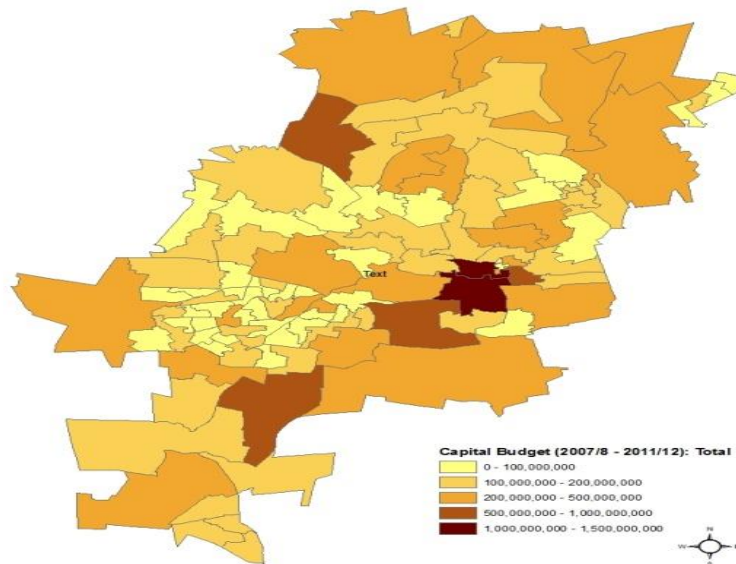 Text
Capital Budget (2007/8 - 2011/12): Total
0 - 100,000,000
100,000,000 - 200,000,000
200,000,000 - 500,000,000
500,000,000 - 1,000,000,000
1,000,000,000 - 1,500,000,000
N
W